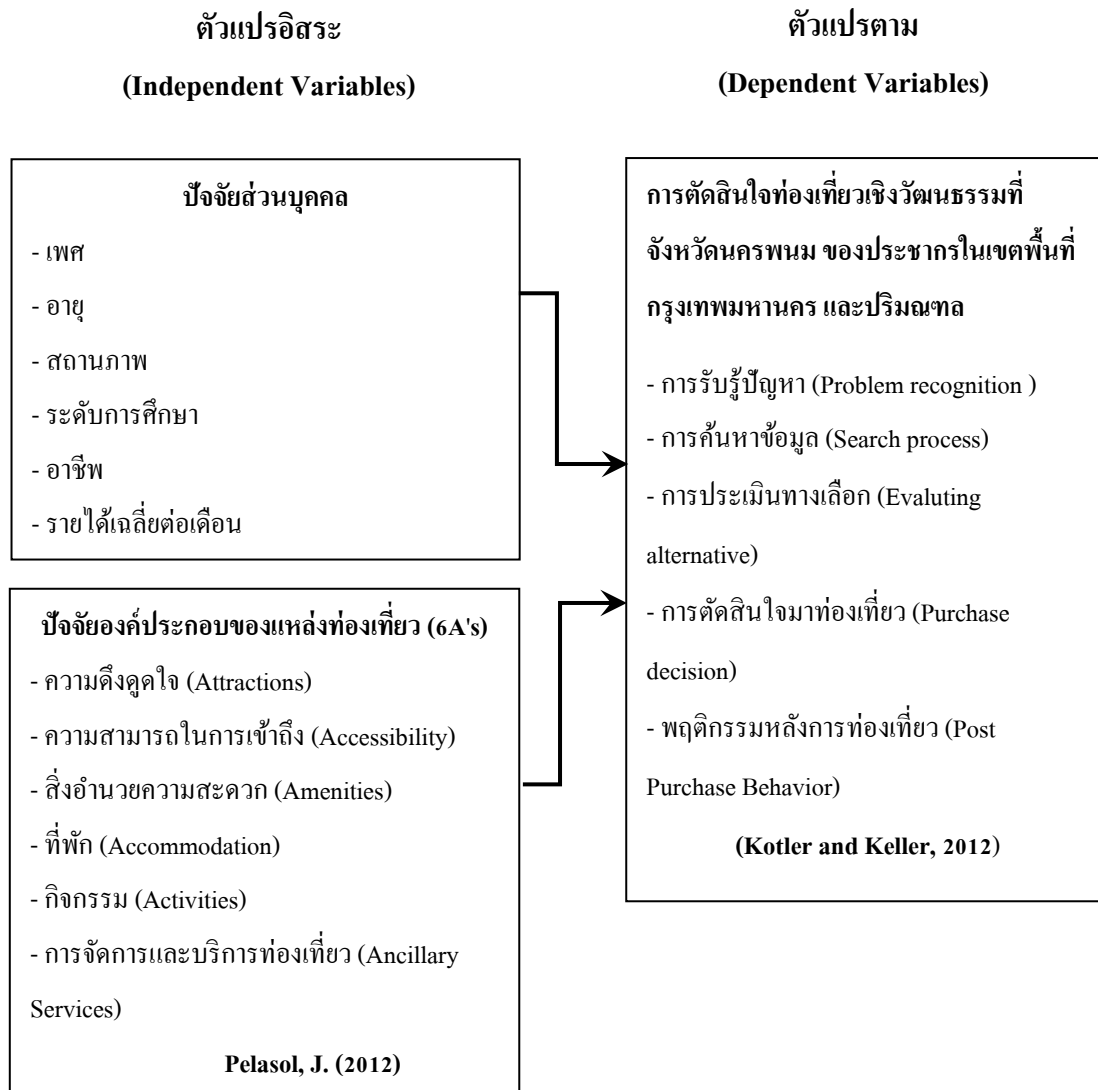 ตัวแปรอิสระ
(Independent Variables)
ปัจจัยส่วนบุคคล
- เพศ
- อายุ
- สถานภาพ
- ระดับการศึกษา
- อาชีพ
- รายได้เฉลี่ยต่อเดือน
ปัจจัยองค์ประกอบของแหล่งท่องเที่ยว (6A's)
- ความดึงดูดใจ (Attractions)
- ความสามารถในการเข้าถึง (Accessibility)
- สิ่งอำนวยความสะดวก (Amenities)
- ที่พัก (Accommodation)
- กิจกรรม (Activities)
- การจัดการและบริการท่องเที่ยว (Ancillary
Services)
Pelasol, J. (2012)
ตัวแปรตาม
(Dependent Variables)
การตัดสินใจท่องเที่ยวเชิงวัฒนธรรมที่
จังหวัดนครพนม ของประชากรในเขตพื้นที่
กรุงเทพมหานคร และปริมณฑล
- การรับรู้ปัญหา (Problem recognition )
- การค้นหาข้อมูล (Search process)
- การประเมินทางเลือก (Evaluting
alternative)
- การตัดสินใจมาท่องเที่ยว (Purchase
decision)
- พฤติกรรมหลังการท่องเที่ยว (Post
Purchase Behavior)
(Kotler and Keller, 2012)